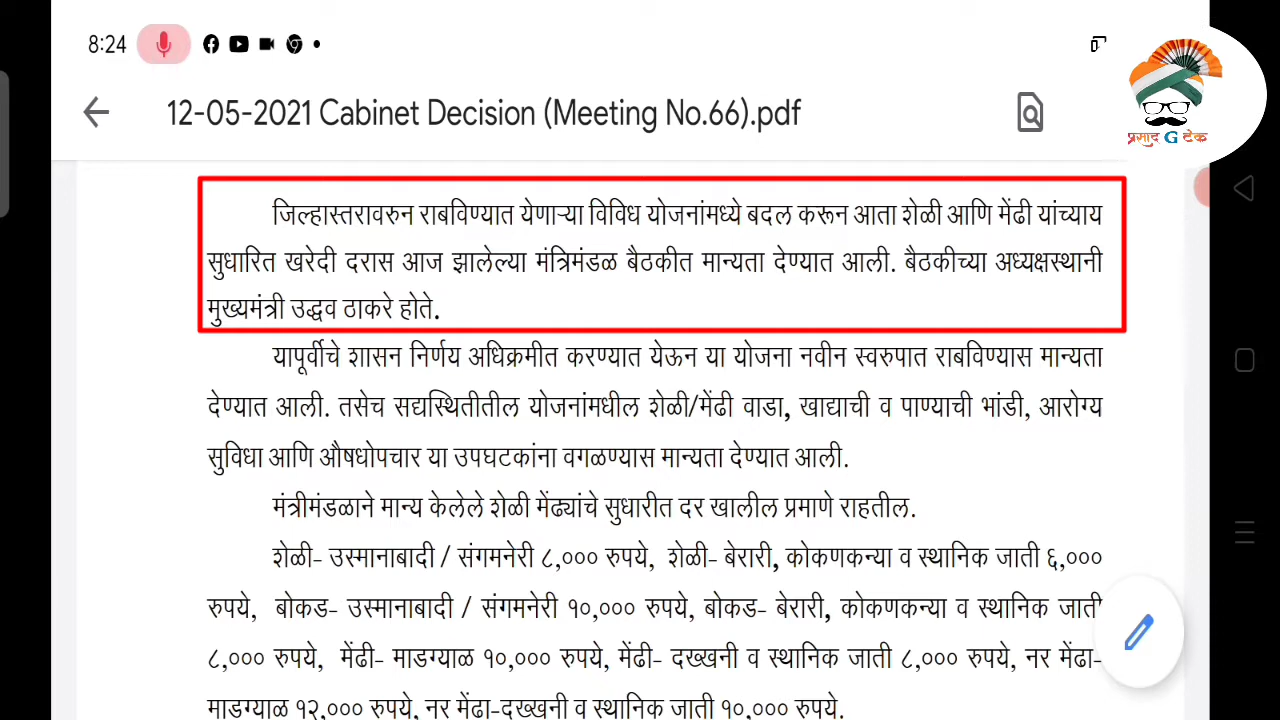 8:24
12-05-2021 Cabinet Decision (Meeting No.66).pdf
प्रसाद G टेक
जिल्हास्तरावरुन राबविण्यात येणाऱ्या विविध योजनांमध्ये बदल करून आता शेळी आणि मेंढी यांच्याय
सुधारित खरेदी दरास आज झालेल्या मंत्रिमंडळ बैठकीत मान्यता देण्यात आली. बैठकीच्या अध्यक्षस्थानी
मुख्यमंत्री उद्धव ठाकरे होते.
यापूर्वीचे शासन निर्णय अधिक्रमीत करण्यात येऊन या योजना नवीन स्वरुपात राबविण्यास मान्यता
देण्यात आली. तसेच सद्यस्थितीतील योजनांमधील शेळी/मेंढी वाडा, खाद्याची व पाण्याची भांडी, आरोग्य
सुविधा आणि औषधोपचार या उपघटकांना वगळण्यास मान्यता देण्यात आली.
मंत्रीमंडळाने मान्य केलेले शेळी मेंढ्यांचे सुधारीत दर खालील प्रमाणे राहतील.
शेळी- उस्मानाबादी / संगमनेरी ८,००० रुपये, शेळी- बेरारी, कोकणकन्या व स्थानिक जाती ६,०००
रुपये, बोकड- उस्मानाबादी / संगमनेरी १०,००० रुपये, बोकड- बेरारी, कोकणकन्या व स्थानिक जाती
८,००० रुपये, मेंढी- माडग्याळ १०,००० रुपये, मेंढी- दख्खनी व स्थानिक जाती ८,००० रुपये, नर मेंढा-
माडग्याळ १२,००० रुपये, नर मेंढा-दख्खनी व स्थानिक जाती १०,००० रुपये.